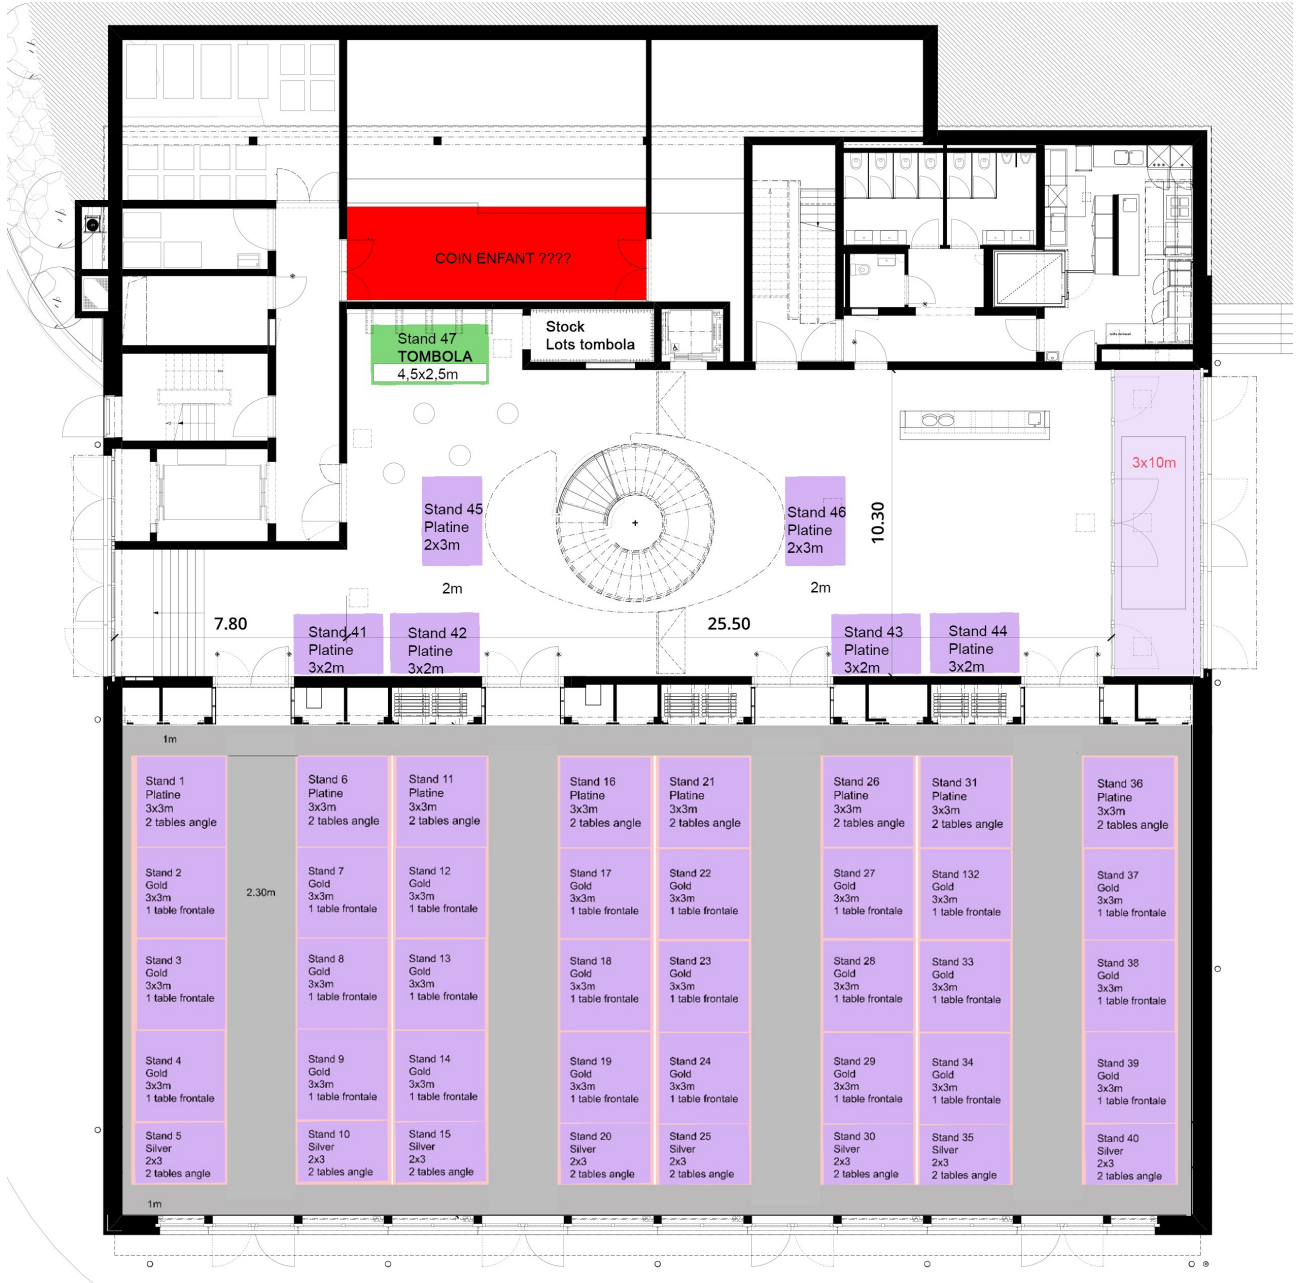 COIN ENFANT ????
Stand 47
TOMBOLA
4,5x2,5m
Stock
Lots tombola
3x10m
Stand 45
Platine
2x3m
2m
Stand 46
Platine
2x3m
2m
10.30
7.80
25.50
Stand 41
Platine
3x2m
Stand 42
Platine
3x2m
Stand 43
Platine
3x2m
Stand 44
Platine
3x2m
1m
Stand 1
Platine
3x3m
2 tables angle
Stand 6
Platine
3x3m
2 tables angle
Stand 11
Platine
3x3m
2 tables angle
Stand 16
Platine
3x3m
2 tables angle
Stand 21
Platine
3x3m
2 tables angle
Stand 26
Platine
3x3m
2 tables angle
Stand 31
Platine
3x3m
2 tables angle
Stand 36
Platine
3x3m
2 tables angle
Stand 2
Gold
3x3m
1 table frontale
2.30m
Stand 7
Gold
3x3m
1 table frontale
Stand 12
Gold
3x3m
1 table frontale
Stand 17
Gold
3x3m
1 table frontale
Stand 22
Gold
3x3m
1 table frontale
Stand 27
Gold
3x3m
1 table frontale
Stand 132
Gold
3x3m
1 table frontale
Stand 37
Gold
3x3m
1 table frontale
Stand 3
Gold
3x3m
1 table frontale
Stand 8
Gold
3x3m
1 table frontale
Stand 13
Gold
3x3m
1 table frontale
Stand 18
Gold
3x3m
1 table frontale
Stand 23
Gold
3x3m
1 table frontale
Stand 28
Gold
3x3m
1 table frontale
Stand 33
Gold
3x3m
1 table frontale
Stand 38
Gold
3x3m
1 table frontale
Stand 4
Gold
3x3m
1 table frontale
Stand 9
Gold
3x3m
1 table frontale
Stand 14
Gold
3x3m
1 table frontale
Stand 19
Gold
3x3m
1 table frontale
Stand 24
Gold
3x3m
1 table frontale
Stand 29
Gold
3x3m
1 table frontale
Stand 34
Gold
3x3m
1 table frontale
Stand 39
Gold
3x3m
1 table frontale
Stand 5
Silver
2x3
2 tables angle
Stand 10
Silver
2x3
2 tables angle
Stand 15
Silver
2x3
2 tables angle
Stand 20
Silver
2x3
2 tables angle
Stand 25
Silver
2x3
2 tables angle
Stand 30
Silver
2x3
2 tables angle
Stand 35
Silver
2x3
2 tables angle
Stand 40
Silver
2x3
2 tables angle
1m